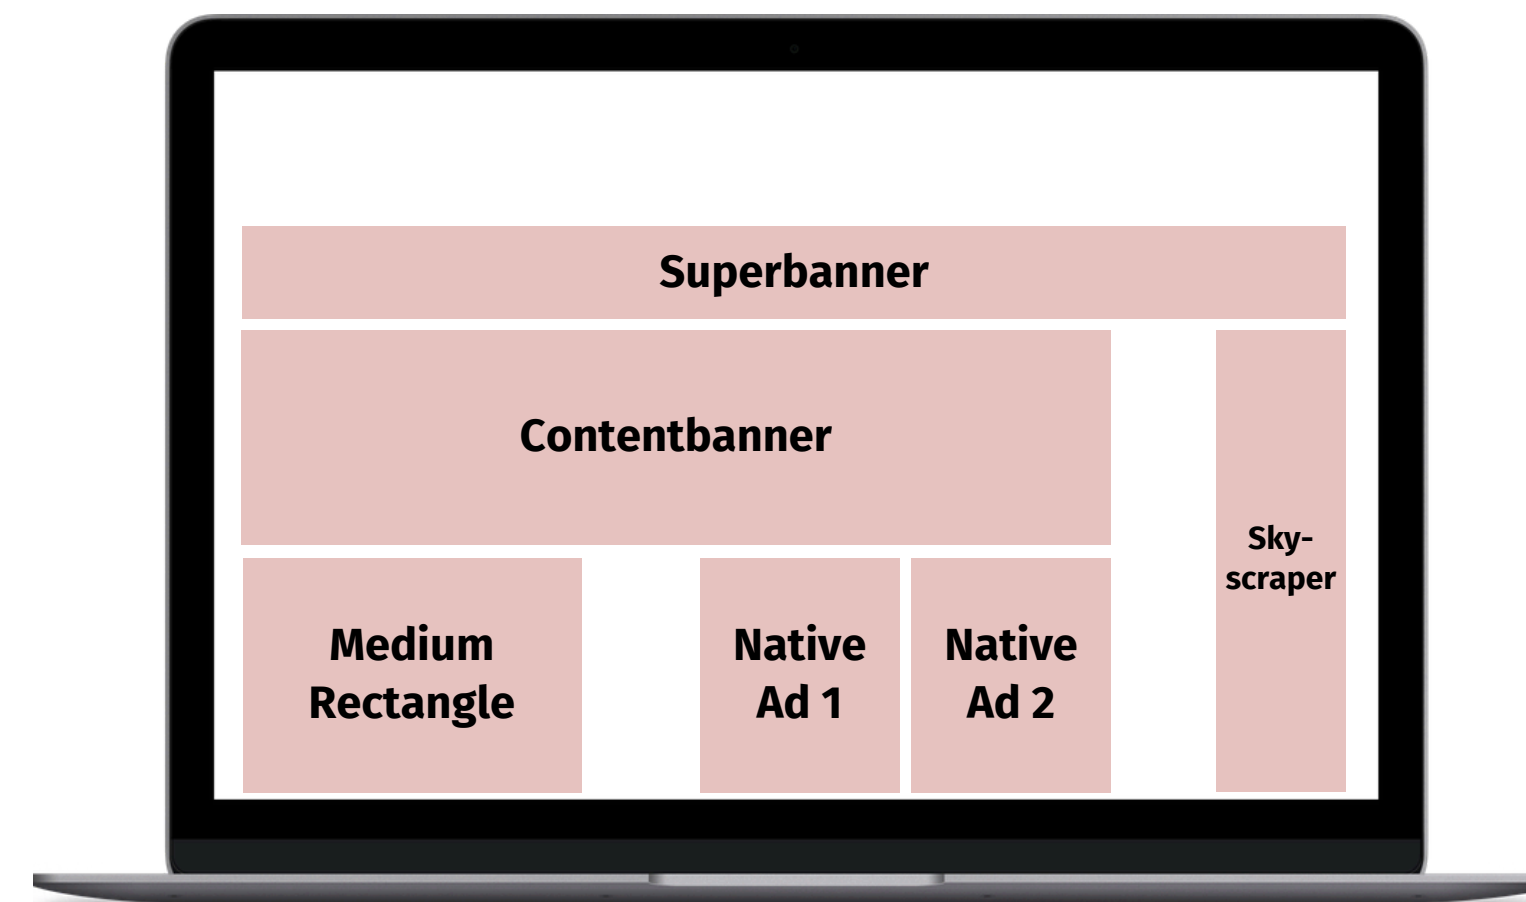 Superbanner
Contentbanner
Sky-
scraper
Medium
Rectangle
Native
Ad 1
Native
Ad 2